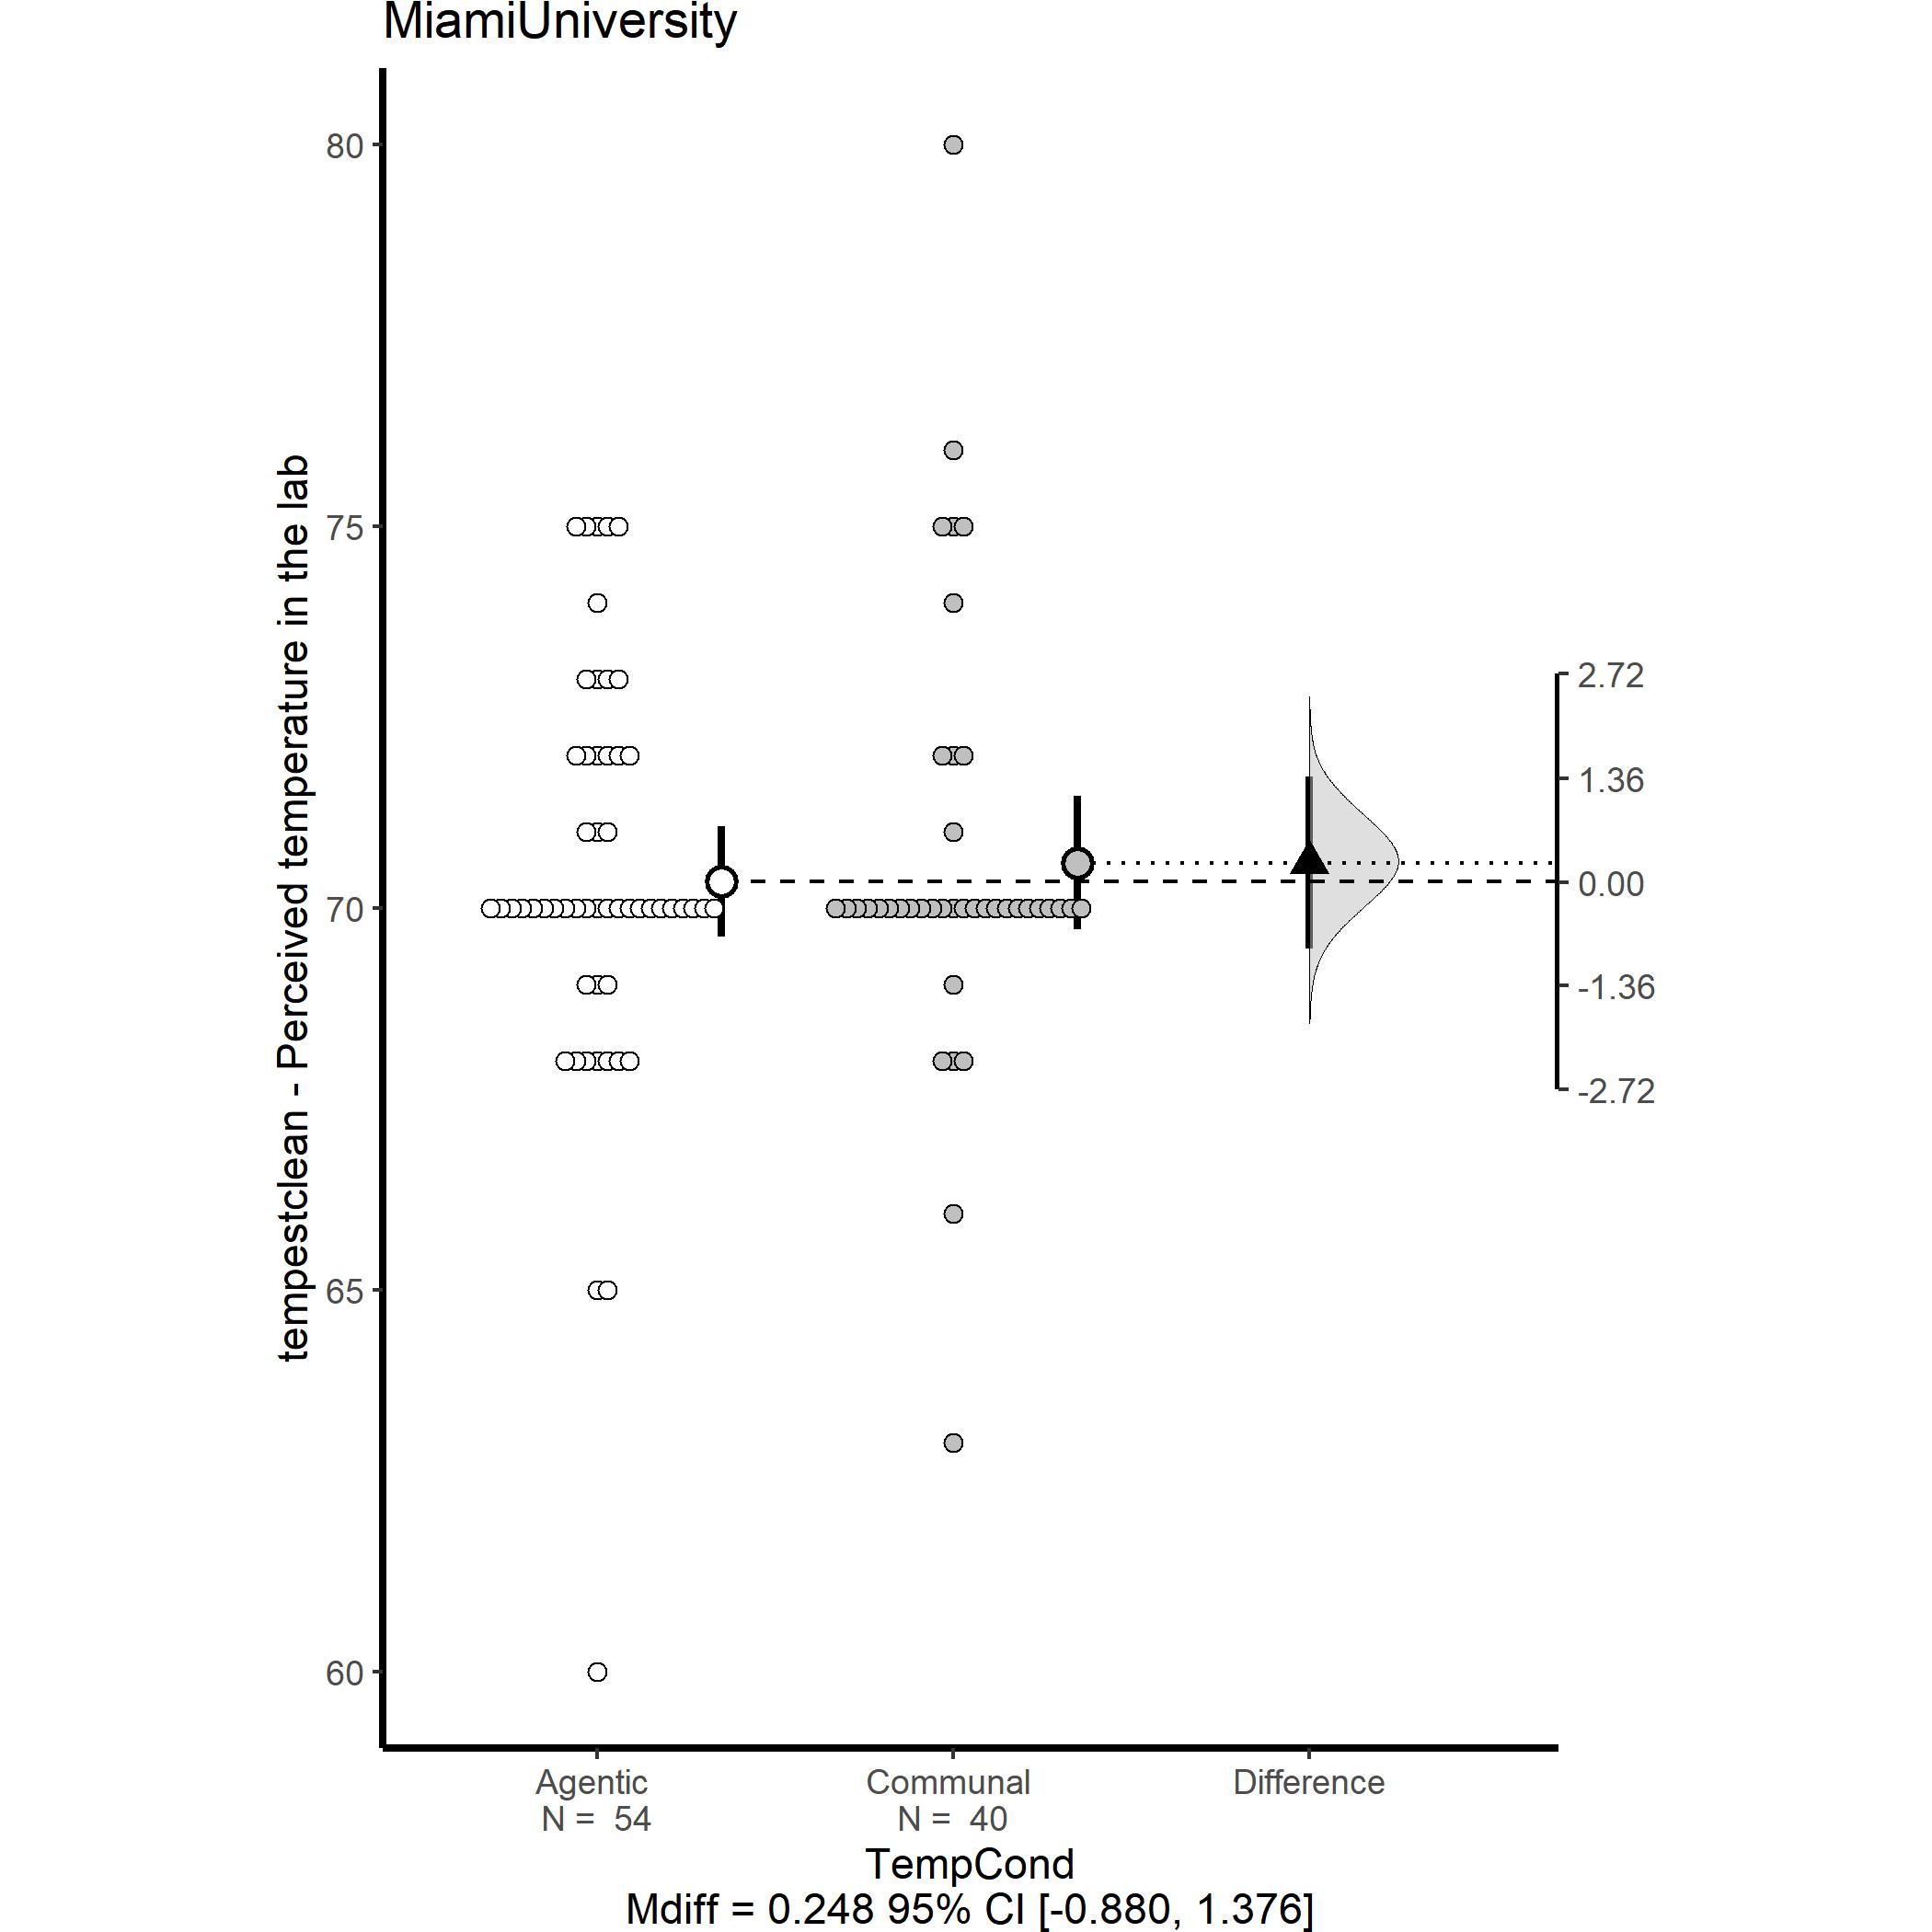 MiamiUniversity
tempestclean - Perceived temperature in the lab
80
75
70
65
60
2.72
1.36
0.00
-1.36
-2.72
Agentic
N =  54
Communal
N =  40
Difference
TempCond
Mdiff = 0.248 95% CI [-0.880, 1.376]